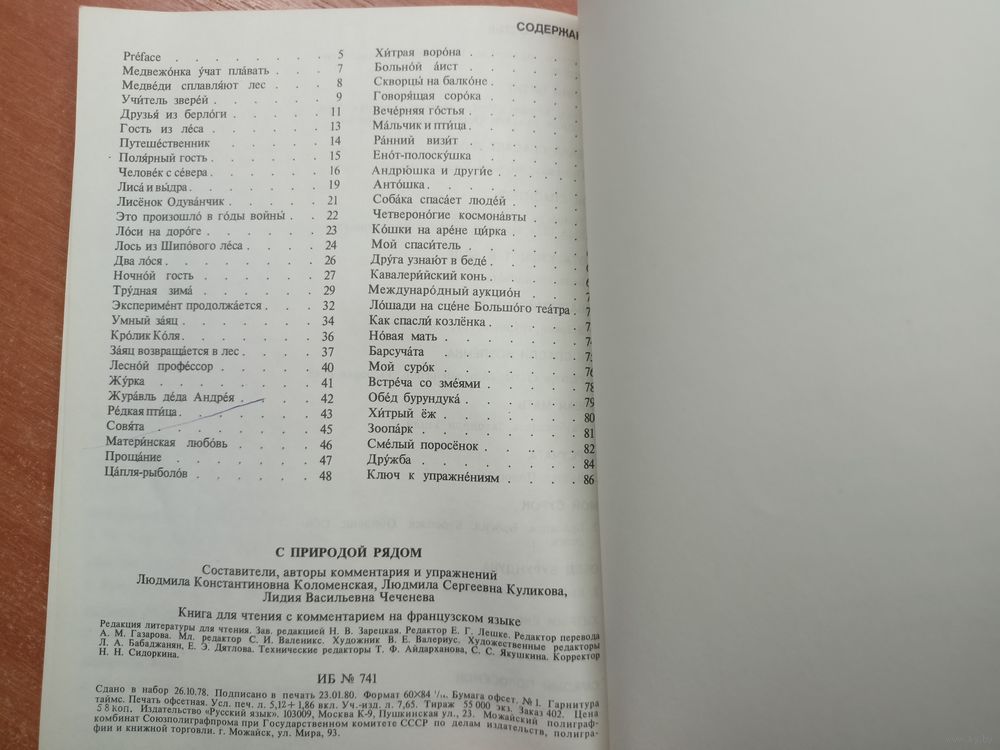 СОДЕРЖАН
Préface . . . . . . . 5
Медвежо́нка у́чат пла́вать . . 7
Медве́ди сплавля́ют лес . . 8
Учи́тель звере́й . . . . 9
Друзья́ из берло́ги . . . . 11
Гость из ле́са . . . . . 13
Путеше́ственник . . . . 14
Поля́рный гость . . . . . 15
Челове́к с се́вера . . . . . 16
Лиса́ и вы́дра . . . . . . 19
Лисёнок Одува́нчик . . . . 21
Это произошло́ в го́ды войны́ . . 22
Ло́си на доро́ге . . . . . 23
Лось из Ши́пового ле́са . . . . 24
Два ло́ся . . . . . . . 26
Ночно́й гость . . . . . 27
Тру́дная зима́ . . . . . 29
Экспериме́нт продолжа́ется . . . 32
Умный за́яц . . . . . . 34
Кро́лик Ко́ля . . . . . . 36
За́яц возвраща́ется в лес . . . . 37
Лесно́й профе́ссор . . . . 40
Жу́рка . . . . . . . 41
Жура́вль де́да Андре́я . . . . 42
Ре́дкая пти́ца . . . . . . 43
Совя́та . . . . . . . 45
Матери́нская любо́вь . . . . 46
Проща́ние . . . . . . 47
Ца́пля-рыболо́в . . . . . 48
Хи́трая воро́на
Больно́й а́ист
Скворцы́ на балко́не
Говоря́щая соро́ка
Вече́рняя го́стья
Ма́льчик и пти́ца
Ра́нний визи́т
Ено́т-полоску́шка
Андрю́шка и други́е
Анто́шка
Соба́ка спаса́ет люде́й
Четвероно́гие космона́вты
Ко́шки на аре́не ци́рка
Мой спаси́тель
Дру́га узнаю́т в беде́
Кавалери́йский конь
Междунаро́дный аукцио́н . . . 7
Ло́шади на сце́не Большо́го теа́тра . 7
Как спасли́ козлёнка . . . . 7
Но́вая мать . . . . . . 7
Барсуча́та . . . . . . 75
Мой суро́к . . . . . . 76
Встре́ча со зме́ями . . . . 78
Обе́д бурундука́ . . . . . 79
Хи́трый ёж . . . . . . 80
Зоопа́рк . . . . . . 81
Сме́лый поросёнок . . . . 82
Дру́жба . . . . . . . 84
Ключ к упражне́ниям . . . . 86
С ПРИРОДОЙ РЯДОМ
Составители, авторы комментария и упражнений
Людмила Константиновна Коломенская, Людмила Сергеевна Куликова,
Лидия Васильевна Чеченева
Книга для чтения с комментарием на французском языке
Редакция литературы для чтения. Зав. редакцией Н. В. Зарецкая. Редактор Е. Г. Лешке. Редактор перевода
А. М. Газарова. Мл. редактор С. И. Валеникс. Художник В. Е. Валериус. Художественные редакторы
Л. А. Бабаджанян, Е. Э. Дятлова. Технические редакторы Т. Ф. Айдарханова, С. С. Якушкина. Корректор
Н. Н. Сидоркина.
ИБ № 741
Сдано в набор 26.10.78. Подписано в печать 23.01.80. Формат 60×84 1/16. Бумага офсет. № 1. Гарнитура
таймс. Печать офсетная. Усл. печ. л. 5,12+1,86 вкл. Уч.-изд. л. 7,65. Тираж 55 000 экз. Заказ 402. Цена
58 коп. Издательство «Русский язык». 103009, Москва К-9, Пушкинская ул., 23. Можайский полиграф-
комбинат Союзполиграфпрома при Государственном комитете СССР по делам издательств, полигра-
фии и книжной торговли. г. Можайск, ул. Мира, 93.